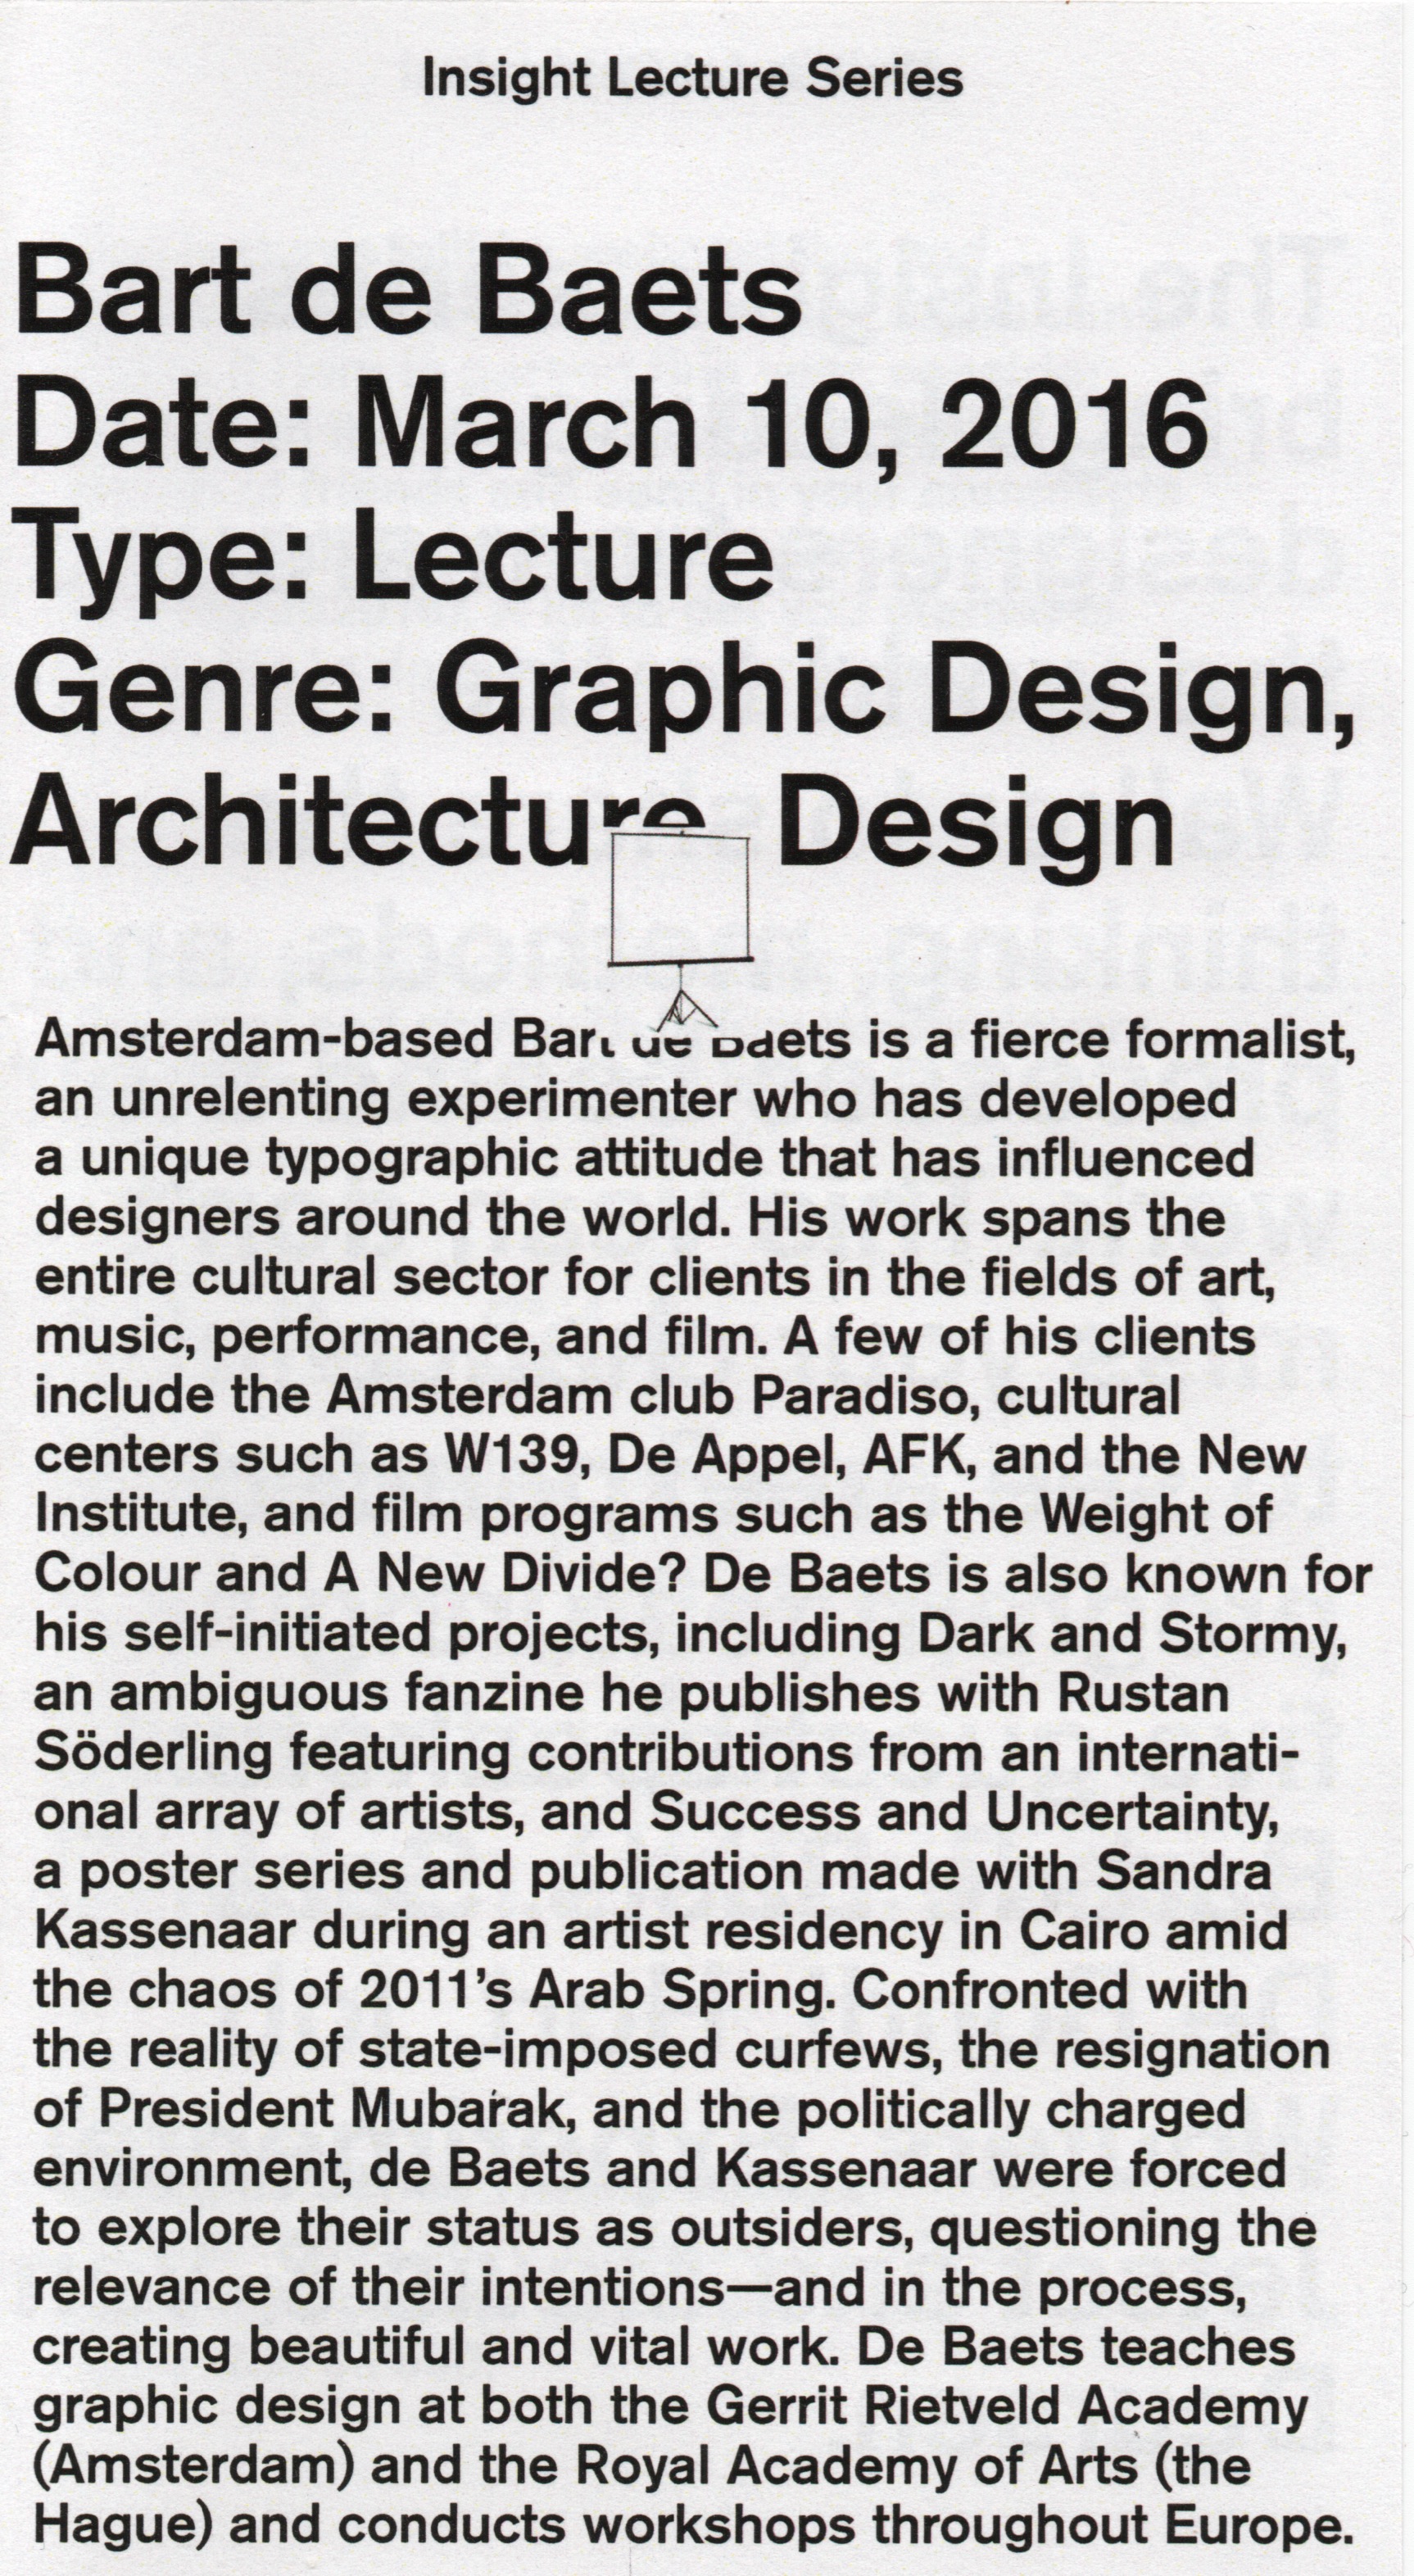 Insight Lecture Series
Bart de Baets
Date: March 10, 2016
Type: Lecture
Genre: Graphic Design,
Architecture, Design
Amsterdam-based Bart de Baets is a fierce formalist,
an unrelenting experimenter who has developed
a unique typographic attitude that has influenced
designers around the world. His work spans the
entire cultural sector for clients in the fields of art,
music, performance, and film. A few of his clients
include the Amsterdam club Paradiso, cultural
centers such as W139, De Appel, AFK, and the New
Institute, and film programs such as the Weight of
Colour and A New Divide? De Baets is also known for
his self-initiated projects, including Dark and Stormy,
an ambiguous fanzine he publishes with Rustan
Söderling featuring contributions from an internati-
onal array of artists, and Success and Uncertainty,
a poster series and publication made with Sandra
Kassenaar during an artist residency in Cairo amid
the chaos of 2011’s Arab Spring. Confronted with
the reality of state-imposed curfews, the resignation
of President Mubarak, and the politically charged
environment, de Baets and Kassenaar were forced
to explore their status as outsiders, questioning the
relevance of their intentions—and in the process,
creating beautiful and vital work. De Baets teaches
graphic design at both the Gerrit Rietveld Academy
(Amsterdam) and the Royal Academy of Arts (the
Hague) and conducts workshops throughout Europe.